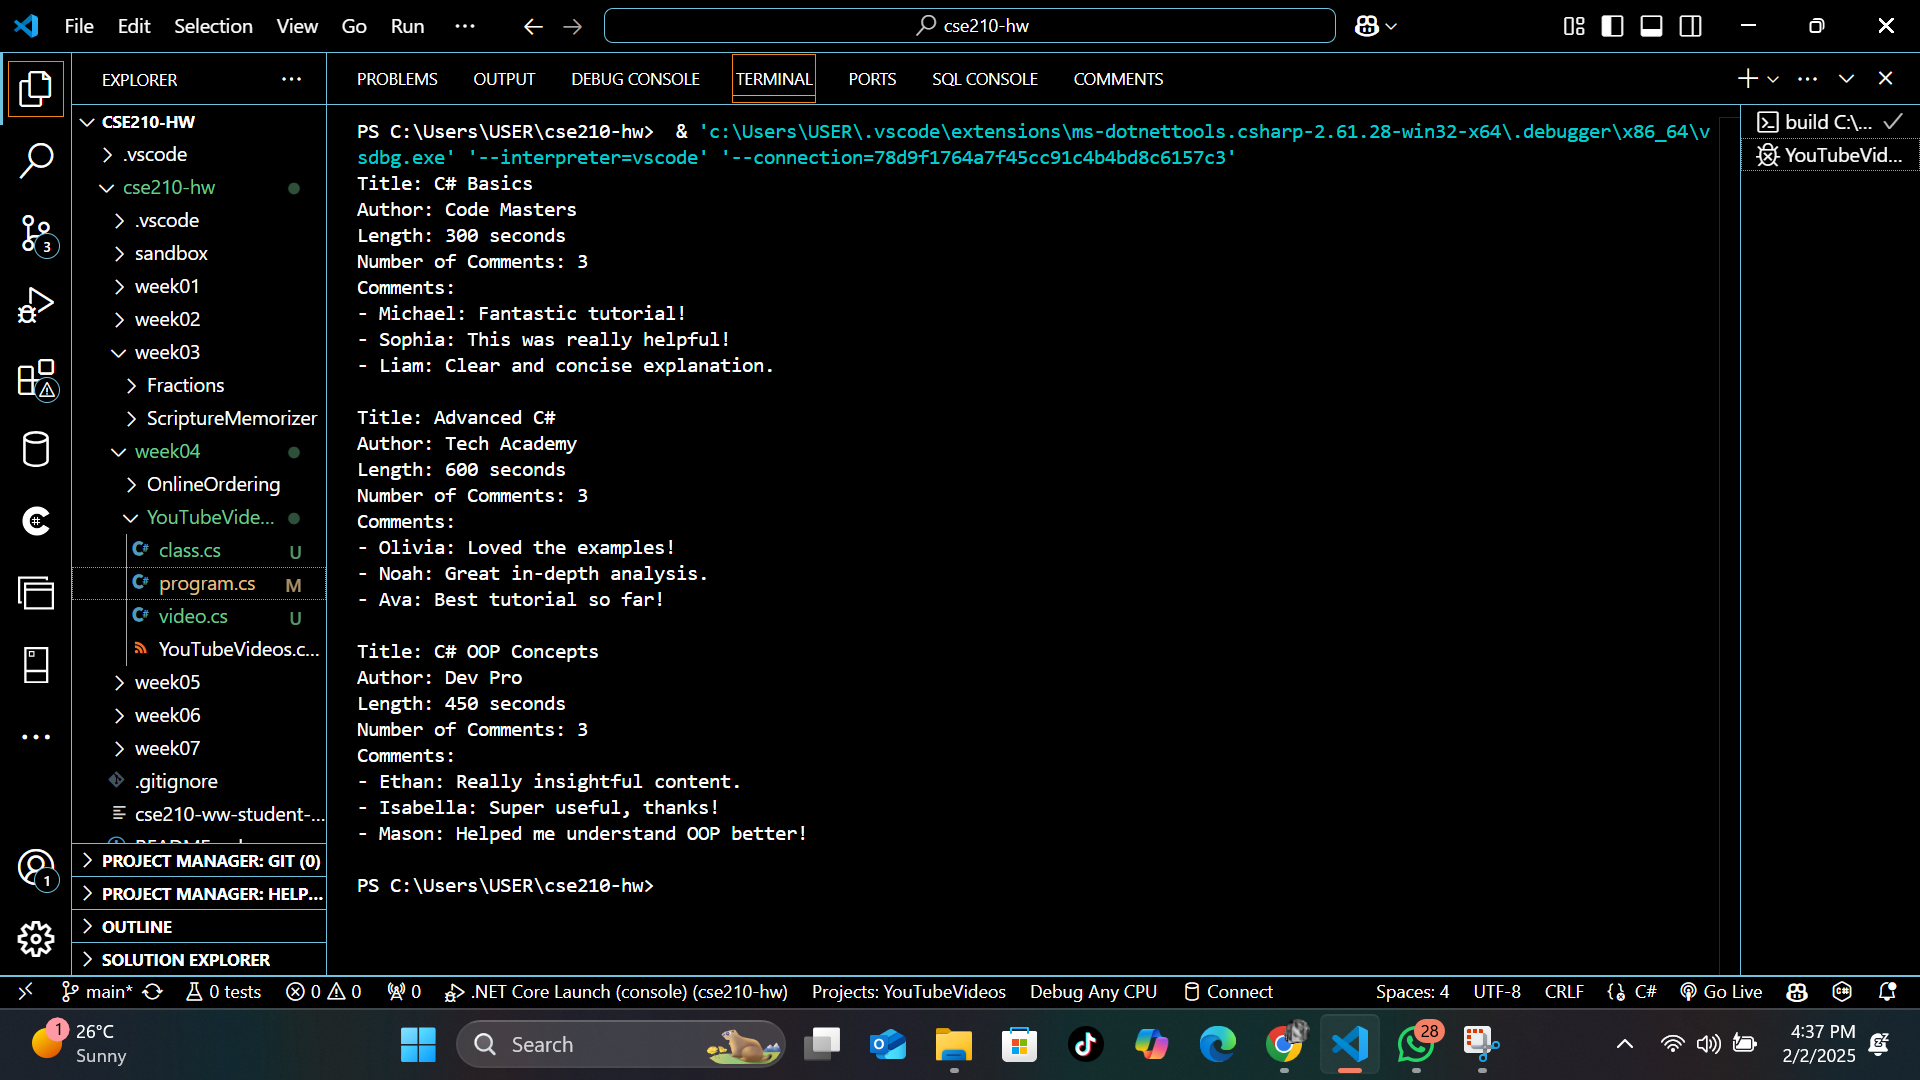 File Edit Selection View Go Run ··· cse210-hw
EXPLORER ···
PROBLEMS OUTPUT DEBUG CONSOLE TERMINAL PORTS SQL CONSOLE COMMENTS
CSE210-HW
.vscode
cse210-hw
.vscode
sandbox
week01
week02
week03
Fractions
ScriptureMemorizer
week04
OnlineOrdering
YouTubeVide...
class.cs U
program.cs M
video.cs U
YouTubeVideos.c...
week05
week06
week07
.gitignore
cse210-ww-student-...
PROJECT MANAGER: GIT (0)
PROJECT MANAGER: HELP...
OUTLINE
SOLUTION EXPLORER
3
1
PS C:\Users\USER\cse210-hw>  & 'c:\Users\USER\.vscode\extensions\ms-dotnettools.csharp-2.61.28-win32-x64\.debugger\x86_64\v
sdbg.exe' '--interpreter=vscode' '--connection=78d9f1764a7f45cc91c4b4bd8c6157c3'
Title: C# Basics
Author: Code Masters
Length: 300 seconds
Number of Comments: 3
Comments:
- Michael: Fantastic tutorial!
- Sophia: This was really helpful!
- Liam: Clear and concise explanation.
Title: Advanced C#
Author: Tech Academy
Length: 600 seconds
Number of Comments: 3
Comments:
- Olivia: Loved the examples!
- Noah: Great in-depth analysis.
- Ava: Best tutorial so far!
Title: C# OOP Concepts
Author: Dev Pro
Length: 450 seconds
Number of Comments: 3
Comments:
- Ethan: Really insightful content.
- Isabella: Super useful, thanks!
- Mason: Helped me understand OOP better!
PS C:\Users\USER\cse210-hw>
build C:\...
YouTubeVid...
main* 0 tests 0 0 0 .NET Core Launch (console) (cse210-hw) Projects: YouTubeVideos Debug Any CPU Connect Spaces: 4 UTF-8 CRLF C# Go Live
1 26°C
Sunny
Search
28
4:37 PM
2/2/2025